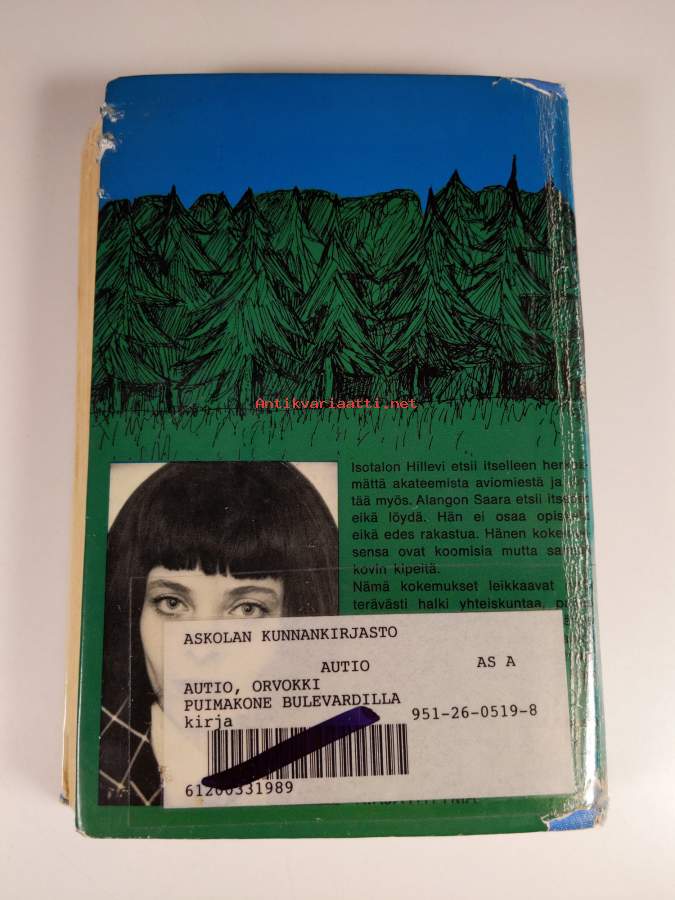 Antikvariaatti.net
Isotalon Hillevi etsii itselleen
mättä akateemista aviomiestä ja
tää myös. Alangon Saara etsii
eikä löydä. Hän ei osaa
eikä edes rakastua. Hänen
sensa ovat koomisia mutta
kovin kipeitä.
Nämä kokemukset leikkaavat
terävästi halki yhteiskuntaa,
ASKOLAN KUNNANKIRJASTO
AUTIO AS A
AUTIO, ORVOKKI
PUIMAKONE BULEVARDILLA
kirja 951-26-0519-8
61200331989